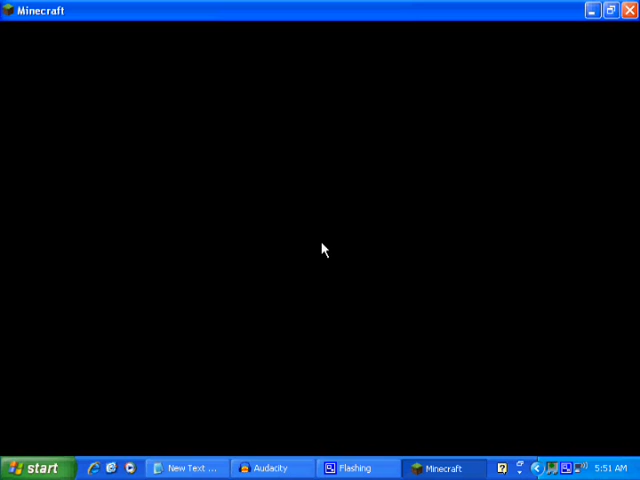 Minecraft
start
New Text ...
Audacity
Flashing
Minecraft
5:51 AM